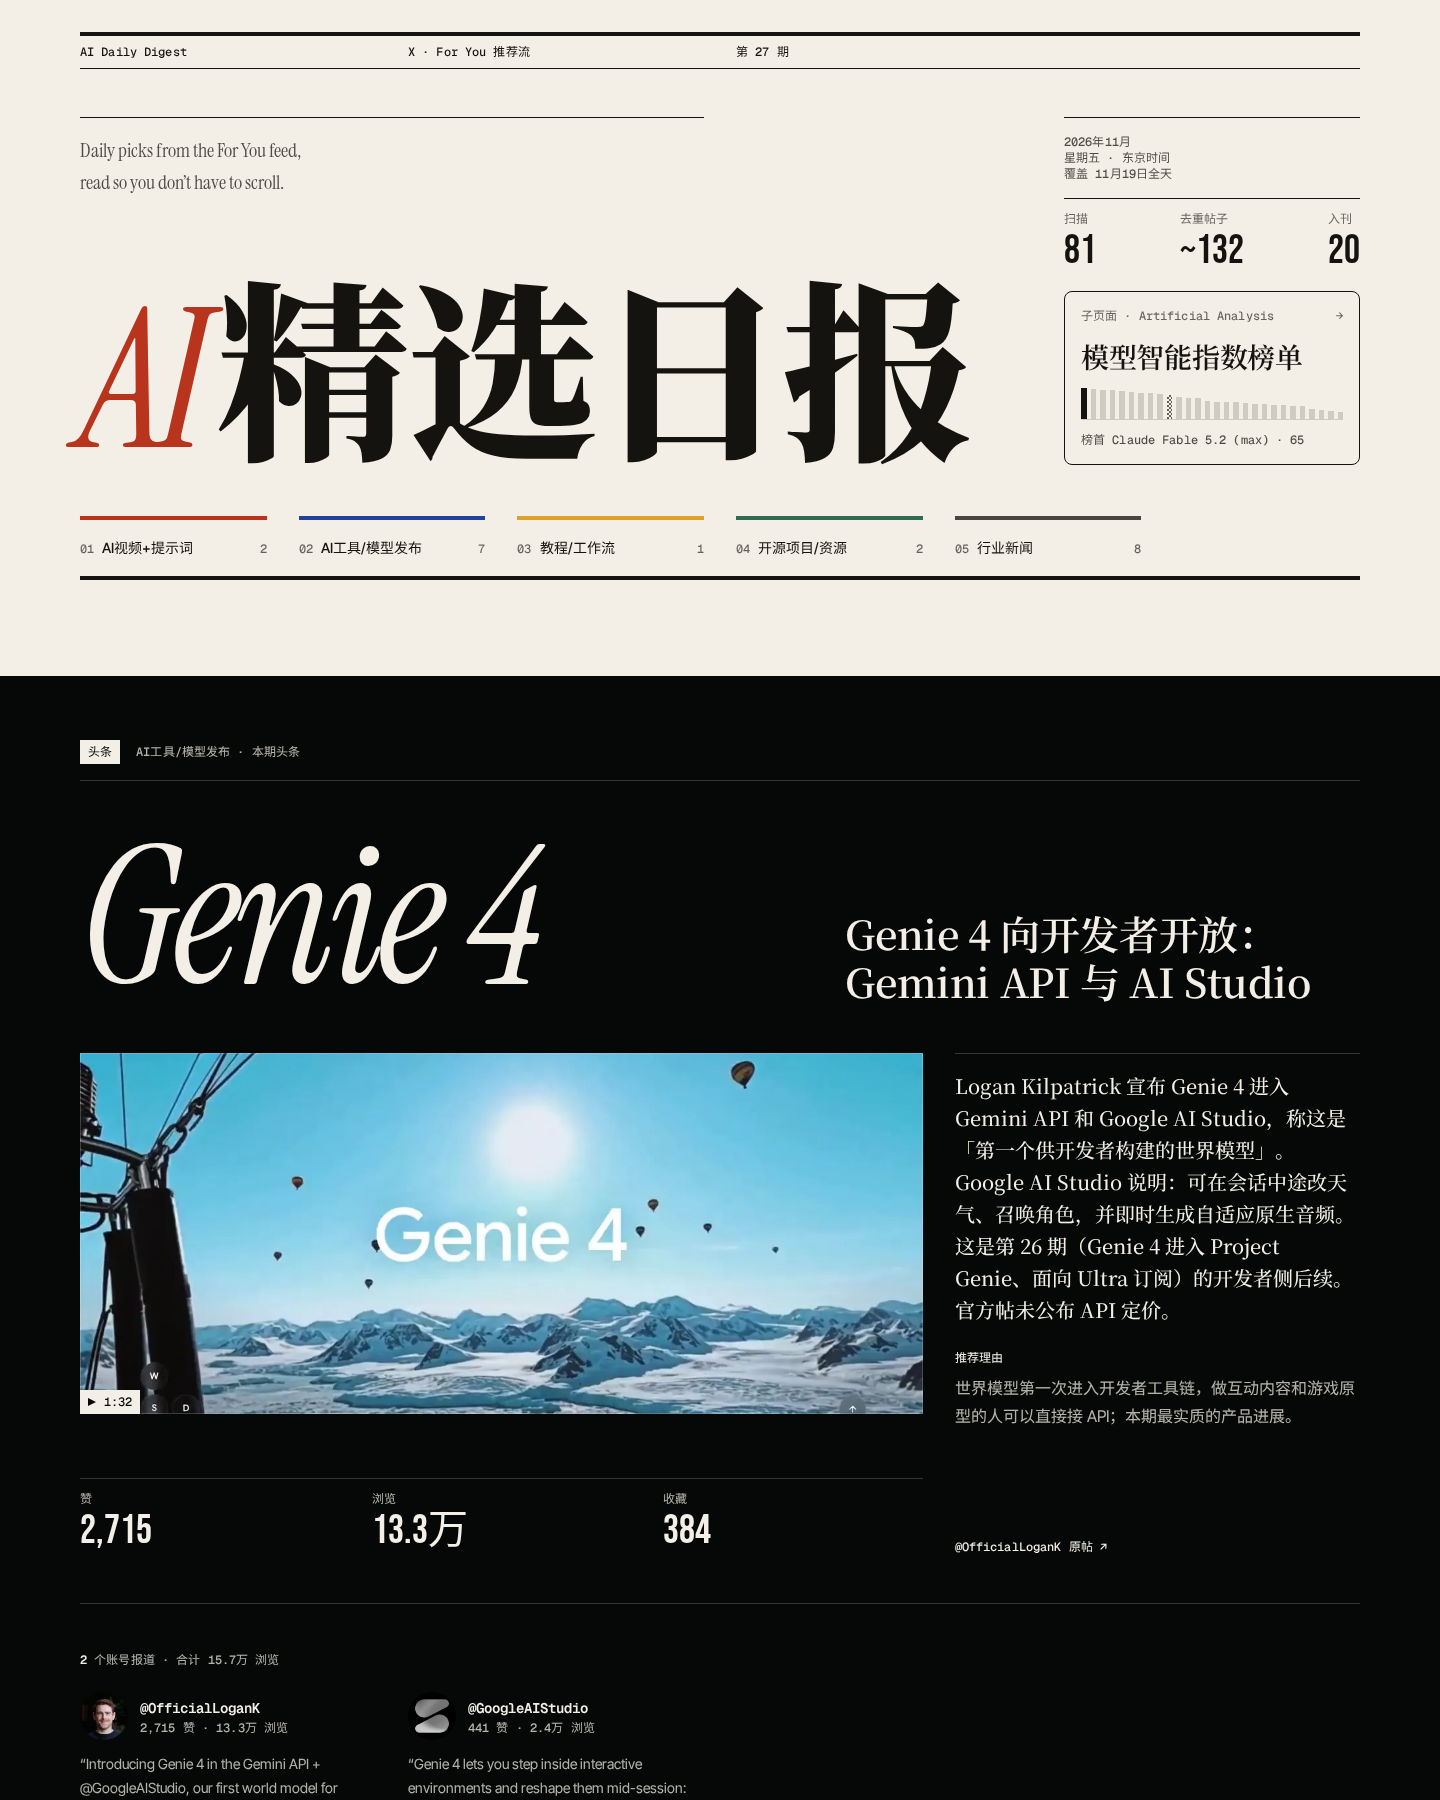 AI Daily Digest
X · For You 推荐流
第 27 期
Daily picks from the For You feed,
read so you don’t have to scroll.
2026年11月
星期五 · 东京时间
覆盖 11月19日全天
扫描
去重帖子
入刊
81
~132
20
AI精选日报
子页面 · Artificial Analysis →
模型智能指数榜单
榜首 Claude Fable 5.2 (max) · 65
01 AI视频+提示词 2
02 AI工具/模型发布 7
03 教程/工作流 1
04 开源项目/资源 2
05 行业新闻 8
头条
AI工具/模型发布 · 本期头条
Genie 4
Genie 4 向开发者开放：
Gemini API 与 AI Studio
Genie 4
W
S
D
▶ 1:32
↑
Logan Kilpatrick 宣布 Genie 4 进入
Gemini API 和 Google AI Studio，称这是
「第一个供开发者构建的世界模型」。
Google AI Studio 说明：可在会话中途改天
气、召唤角色，并即时生成自适应原生音频。
这是第 26 期（Genie 4 进入 Project
Genie、面向 Ultra 订阅）的开发者侧后续。
官方帖未公布 API 定价。
推荐理由
世界模型第一次进入开发者工具链，做互动内容和游戏原
型的人可以直接接 API；本期最实质的产品进展。
赞
浏览
收藏
2,715
13.3万
384
@OfficialLoganK 原帖 ↗
2 个账号报道 · 合计 15.7万 浏览
@OfficialLoganK
2,715 赞 · 13.3万 浏览
“Introducing Genie 4 in the Gemini API +
@GoogleAIStudio, our first world model for
@GoogleAIStudio
441 赞 · 2.4万 浏览
“Genie 4 lets you step inside interactive
environments and reshape them mid-session: